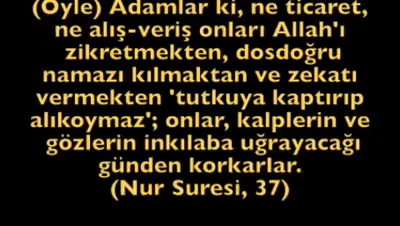 (Öyle) Adamlar ki, ne ticaret,
ne alış-veriş onları Allah'ı
zikretmekten, dosdoğru
namazı kılmaktan ve zekatı
vermekten 'tutkuya kaptırıp
alıkoymaz'; onlar, kalplerin ve
gözlerin inkılaba uğrayacağı
günden korkarlar.
(Nur Suresi, 37)